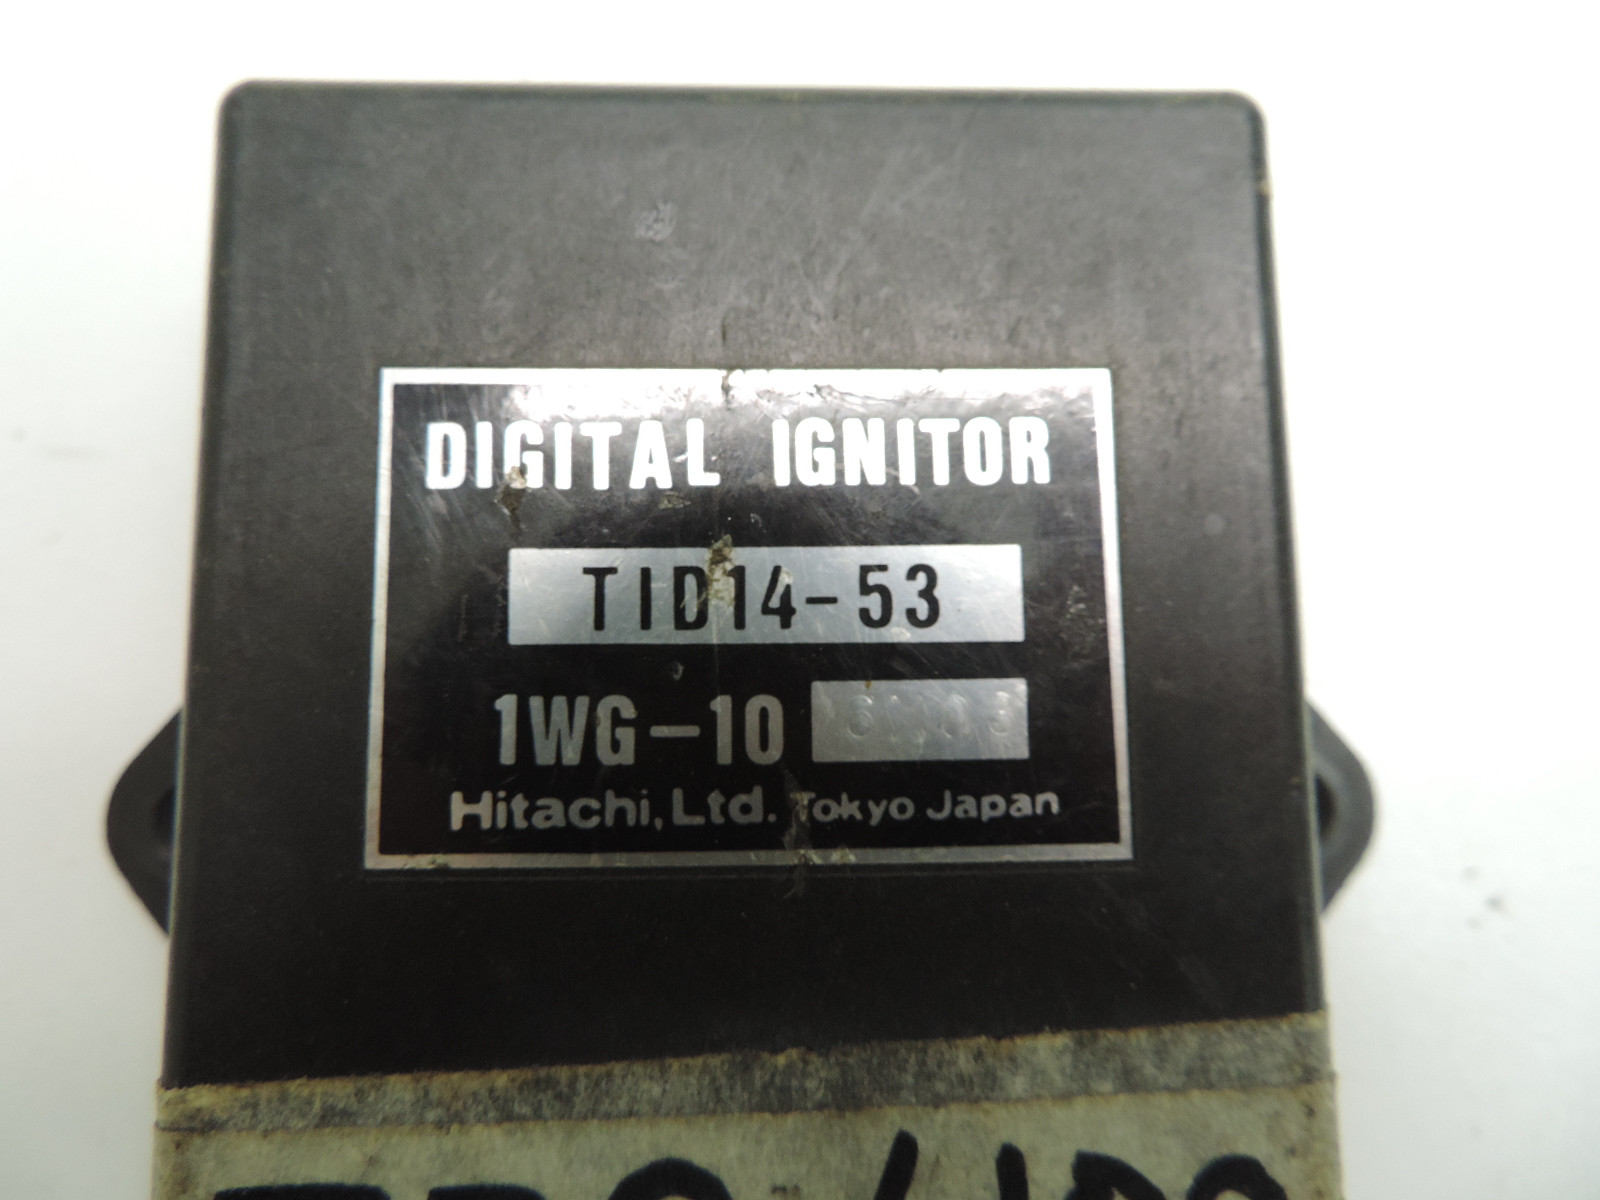 DIGITAL IGNITOR
TID14-53
1WG-10
Hitachi, Ltd. Tokyo Japan